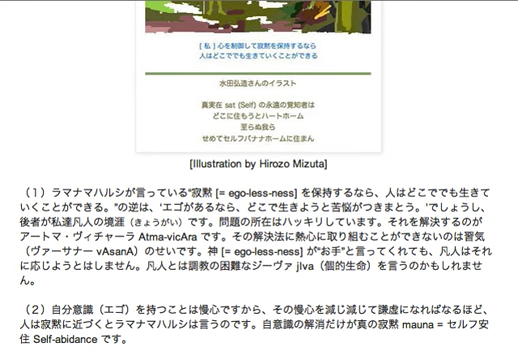 [ 私 ] 心を制御して寂黙を保持するなら
人はどこででも生きていくことができる
水田弘造さんのイラスト
真実在 sat (Self) の永遠の覚知者は
どこに住もうとハートホーム
至らぬ我ら
せめてセルフバナナホームに住まん
[Illustration by Hirozo Mizuta]
（１）ラマナマハルシが言っている"寂黙 [= ego-less-ness] を保持するなら、人はどこででも生きて
いくことができる。"の逆は、'エゴがあるなら、どこで生きようと苦悩がつきまとう。'でしょうし、
後者が私達凡人の境涯（きょうがい）です。問題の所在はハッキリしています。それを解決するのが
アートマ・ヴィチャーラ Atma-vicAra です。その解決法に熱心に取り組むことができないのは習気
（ヴァーサナー vAsanA）のせいです。神 [= ego-less-ness] が"お手"と言ってくれても、凡人はそれ
に応じようとはしません。凡人とは調教の困難なジーヴァ jIva（個的生命）を言うのかもしれませ
ん。
（２）自分意識（エゴ）を持つことは慢心ですから、その慢心を減じ減じて謙虚になればなるほど、
人は寂黙に近づくとラマナマハルシは言うのです。自意識の解消だけが真の寂黙 mauna = セルフ安
住 Self-abidance です。